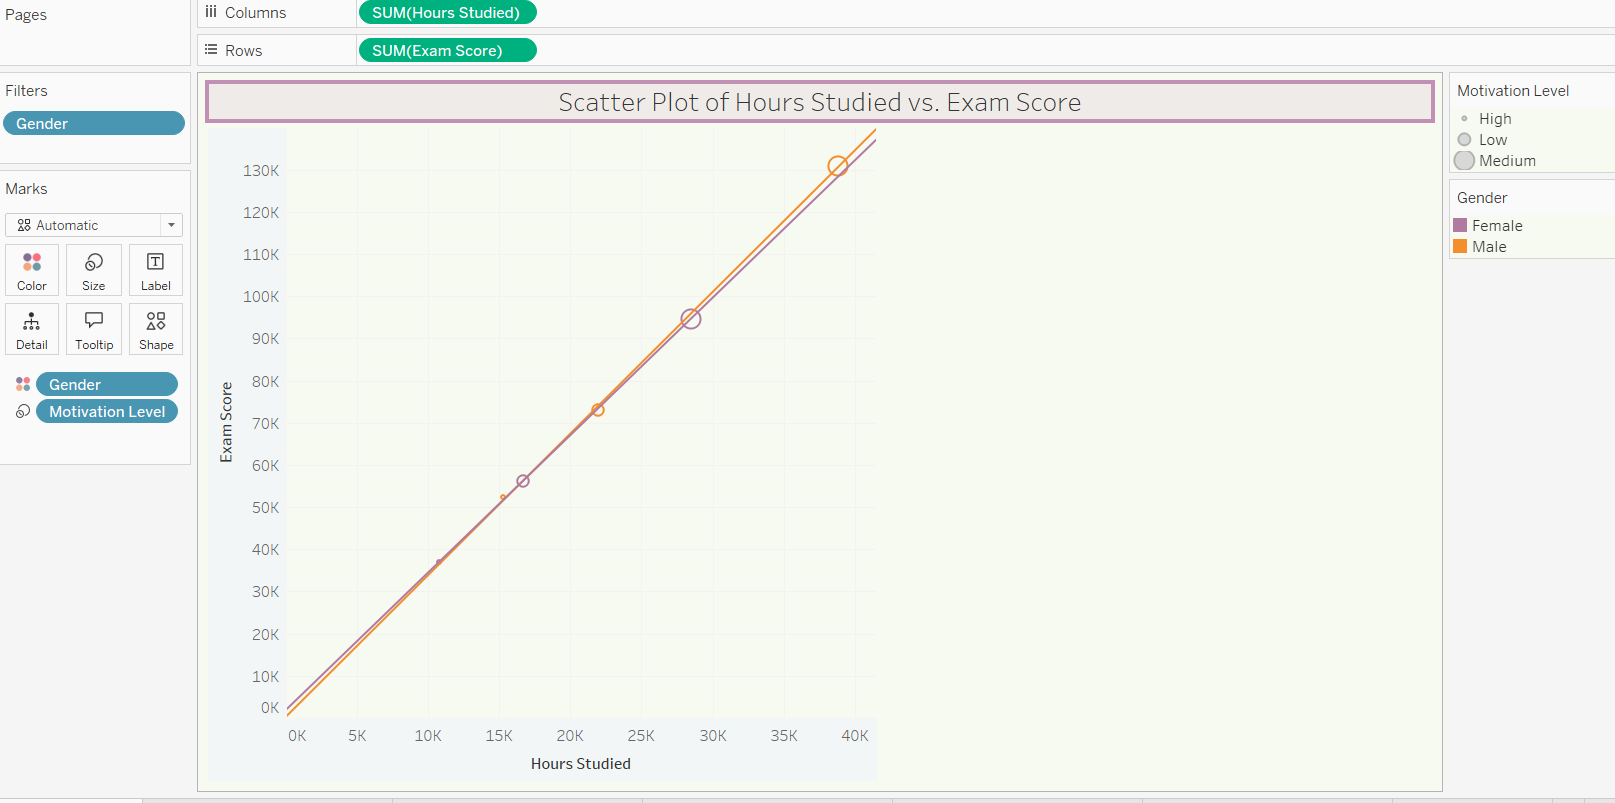 Pages
Columns
SUM(Hours Studied)
Rows
SUM(Exam Score)
Filters
Gender
Marks
Automatic
Color
Size
Label
Detail
Tooltip
Shape
Gender
Motivation Level
Scatter Plot of Hours Studied vs. Exam Score
130K
120K
110K
100K
90K
80K
70K
60K
50K
40K
30K
20K
10K
0K
Exam Score
0K 5K 10K 15K 20K 25K 30K 35K 40K
Hours Studied
Motivation Level
High
Low
Medium
Gender
Female
Male